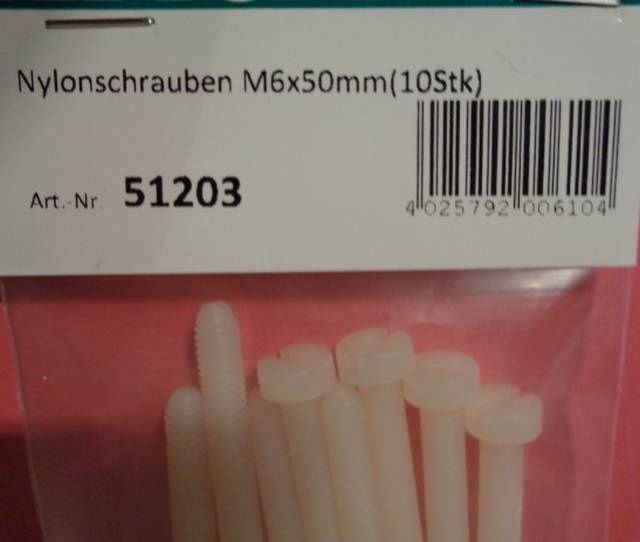 Nylonschrauben M6x50mm(10Stk)
Art.-Nr. 51203
4 025792 006104